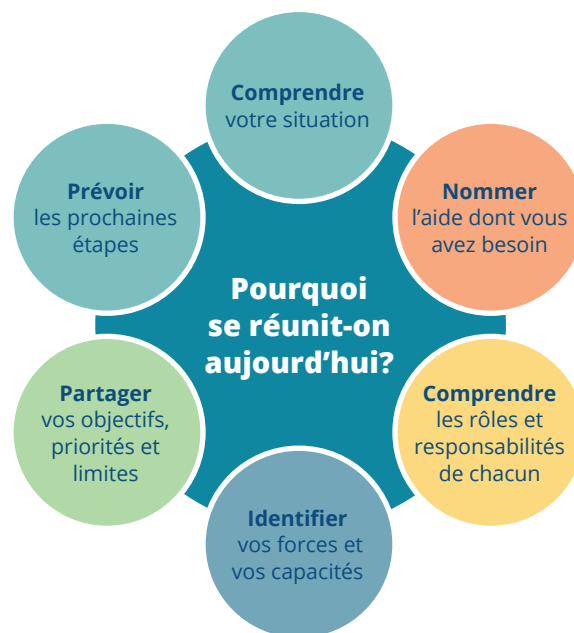 Comprendre
votre situation
Nommer
l’aide dont vous
avez besoin
Comprendre
les rôles et
responsabilités
de chacun
Identifier
vos forces et
vos capacités
Partager
vos objectifs,
priorités et
limites
Prévoir
les prochaines
étapes
Pourquoi
se réunit-on
aujourd’hui?